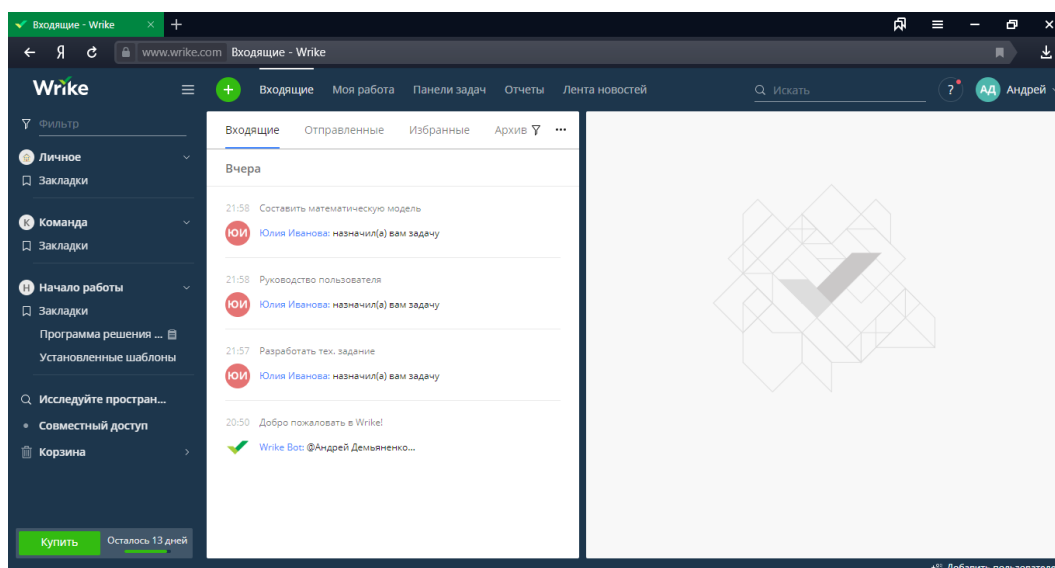 Входящие - Wrike
www.wrike.com Входящие - Wrike
Wrike
Входящие Моя работа Панели задач Отчеты Лента новостей
Искать
?
АД Андрей
Фильтр
Личное
Закладки
К Команда
Закладки
Н Начало работы
Закладки
Программа решения ...
Установленные шаблоны
Исследуйте простран...
Совместный доступ
Корзина
Купить
Осталось 13 дней
Входящие Отправленные Избранные Архив
Вчера
21:58 Составить математическую модель
ЮИ Юлия Иванова: назначил(а) вам задачу
21:58 Руководство пользователя
ЮИ Юлия Иванова: назначил(а) вам задачу
21:57 Разработать тех. задание
ЮИ Юлия Иванова: назначил(а) вам задачу
20:50 Добро пожаловать в Wrike!
Wrike Bot: @Андрей Демьяненко...
Добавить пользователя